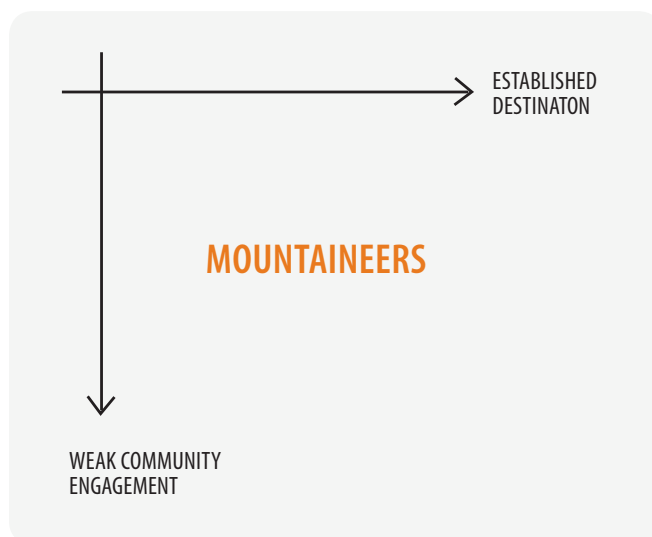 ESTABLISHED
DESTINATON
MOUNTAINEERS
WEAK COMMUNITY
ENGAGEMENT